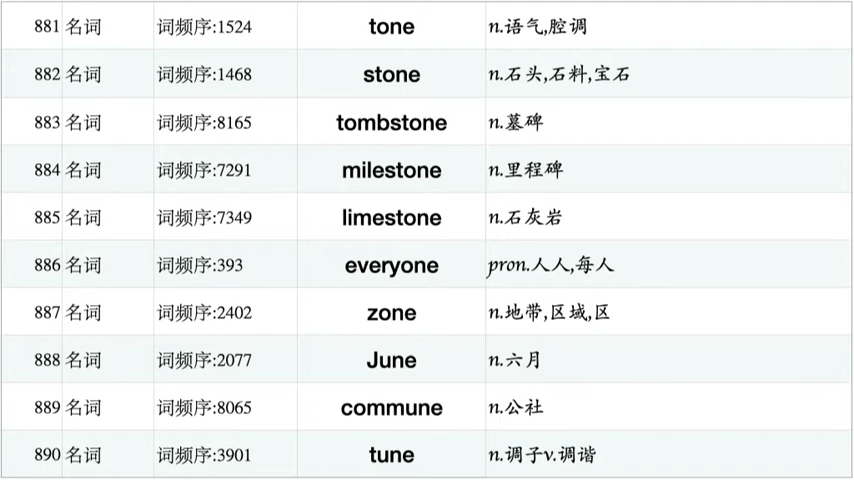 881 名词 词频序:1524 tone n.语气,腔调
882 名词 词频序:1468 stone n.石头,石料,宝石
883 名词 词频序:8165 tombstone n.墓碑
884 名词 词频序:7291 milestone n.里程碑
885 名词 词频序:7349 limestone n.石灰岩
886 名词 词频序:393 everyone pron.人人,每人
887 名词 词频序:2402 zone n.地带,区域,区
888 名词 词频序:2077 June n.六月
889 名词 词频序:8065 commune n.公社
890 名词 词频序:3901 tune n.调子v.调谐